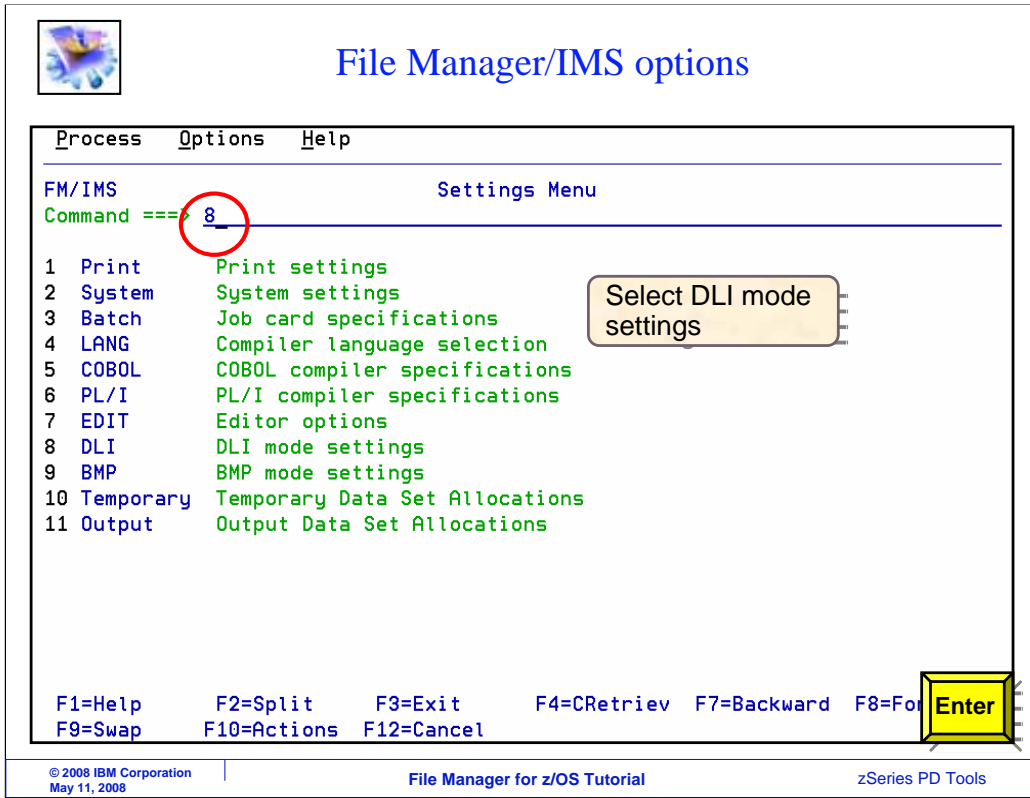 File Manager/IMS options
Process Options Help
FM/IMS Settings Menu
Command ===> 8_
1 Print Print settings
2 System System settings
3 Batch Job card specifications
4 LANG Compiler language selection
5 COBOL COBOL compiler specifications
6 PL/I PL/I compiler specifications
7 EDIT Editor options
8 DLI DLI mode settings
9 BMP BMP mode settings
10 Temporary Temporary Data Set Allocations
11 Output Output Data Set Allocations
Select DLI mode
settings
F1=Help F2=Split F3=Exit F4=CRetriev F7=Backward F8=For
F9=Swap F10=Actions F12=Cancel
Enter
© 2008 IBM Corporation
May 11, 2008
File Manager for z/OS Tutorial
zSeries PD Tools